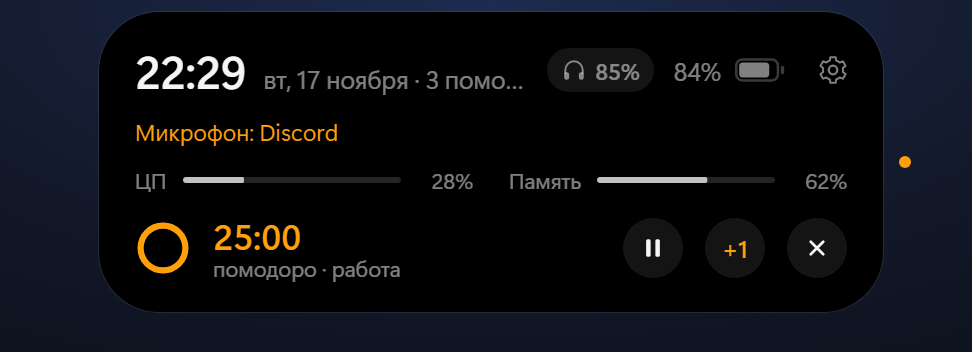 22:29 вт, 17 ноября · 3 помо... 85% 84%
Микрофон: Discord
ЦП 28% Память 62%
25:00
помодоро · работа
+1